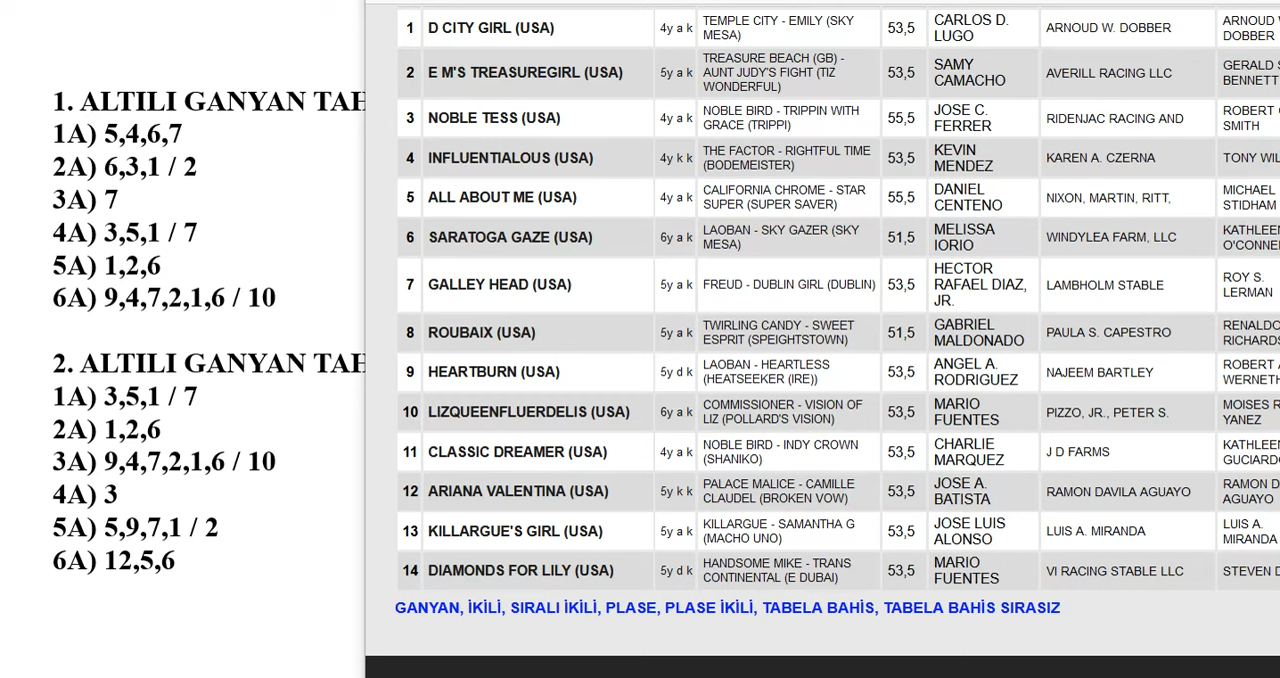 1. ALTILI GANYAN
1A) 5,4,6,7
2A) 6,3,1 / 2
3A) 7
4A) 3,5,1 / 7
5A) 1,2,6
6A) 9,4,7,2,1,6 / 10
2. ALTILI GANYAN
1A) 3,5,1 / 7
2A) 1,2,6
3A) 9,4,7,2,1,6 / 10
4A) 3
5A) 5,9,7,1 / 2
6A) 12,5,6
1 D CITY GIRL (USA) 4y a k TEMPLE CITY - EMILY (SKY MESA) 53,5 CARLOS D. LUGO ARNOUD W. DOBBER ARNOUD DOBBER
2 E M'S TREASUREGIRL (USA) 5y a k TREASURE BEACH (GB) - AUNT JUDY'S FIGHT (TIZ WONDERFUL) 53,5 SAMY CAMACHO AVERILL RACING LLC GERALD BENNETT
3 NOBLE TESS (USA) 4y a k NOBLE BIRD - TRIPPIN WITH GRACE (TRIPPI) 55,5 JOSE C. FERRER RIDENJAC RACING AND ROBERT SMITH
4 INFLUENTIALOUS (USA) 4y k k THE FACTOR - RIGHTFUL TIME (BODEMEISTER) 53,5 KEVIN MENDEZ KAREN A. CZERNA TONY
5 ALL ABOUT ME (USA) 4y a k CALIFORNIA CHROME - STAR SUPER (SUPER SAVER) 55,5 DANIEL CENTENO NIXON, MARTIN, RITT, MICHAEL STIDHAM
6 SARATOGA GAZE (USA) 6y a k LAOBAN - SKY GAZER (SKY MESA) 51,5 MELISSA IORIO WINDYLEA FARM, LLC
7 GALLEY HEAD (USA) 5y a k FREUD - DUBLIN GIRL (DUBLIN) 53,5 HECTOR RAFAEL DIAZ, JR. LAMBHOLM STABLE ROY S. LERMAN
8 ROUBAIX (USA) 5y a k TWIRLING CANDY - SWEET ESPRIT (SPEIGHTSTOWN) 51,5 GABRIEL MALDONADO PAULA S. CAPESTRO
9 HEARTBURN (USA) 5y d k LAOBAN - HEARTLESS (HEATSEEKER (IRE)) 53,5 ANGEL A. RODRIGUEZ NAJEEM BARTLEY ROBERT
10 LIZQUEENFLUERDELIS (USA) 6y a k COMMISSIONER - VISION OF LIZ (POLLARD'S VISION) 53,5 MARIO FUENTES PIZZO, JR., PETER S. MOISES YANEZ
11 CLASSIC DREAMER (USA) 4y a k NOBLE BIRD - INDY CROWN (SHANIKO) 53,5 CHARLIE MARQUEZ J D FARMS
12 ARIANA VALENTINA (USA) 5y k k PALACE MALICE - CAMILLE CLAUDEL (BROKEN VOW) 53,5 JOSE A. BATISTA RAMON DAVILA AGUAYO RAMON AGUAYO
13 KILLARGUE'S GIRL (USA) 5y a k KILLARGUE - SAMANTHA G (MACHO UNO) 53,5 JOSE LUIS ALONSO LUIS A. MIRANDA LUIS A. MIRANDA
14 DIAMONDS FOR LILY (USA) 5y d k HANDSOME MIKE - TRANS CONTINENTAL (E DUBAI) 53,5 MARIO FUENTES VI RACING STABLE LLC STEVEN
GANYAN, İKİLİ, SIRALI İKİLİ, PLASE, PLASE İKİLİ, TABELA BAHİS, TABELA BAHİS SIRASIZ